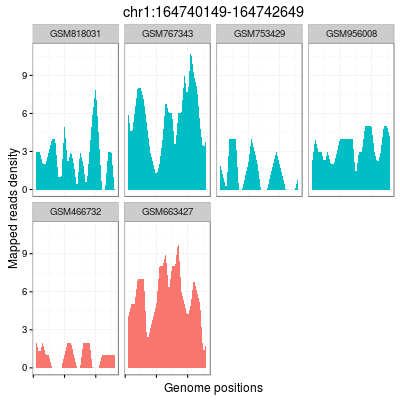 chr1:164740149-164742649
GSM818031 GSM767343 GSM753429 GSM956008
9
6
3
0
GSM466732 GSM663427
9
6
3
0
Mapped reads density
Genome positions